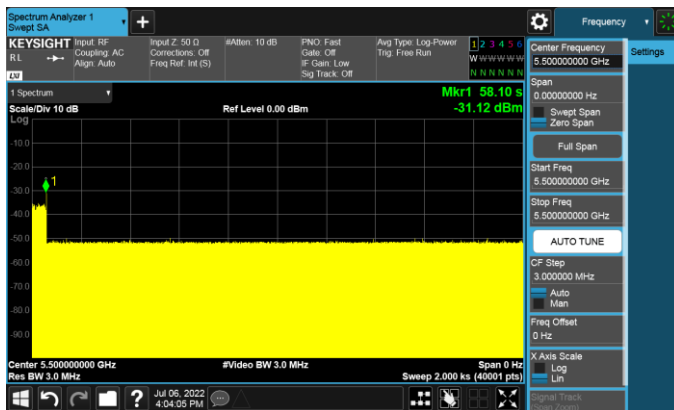 Spectrum Analyzer 1
Swept SA
Frequency
KEYSIGHT
Input: RF
Coupling: AC
Align: Auto
Input Z: 50 Ω
Corrections: Off
Freq Ref: Int (S)
#Atten: 10 dB
PNO: Fast
Gate: Off
IF Gain: Low
Sig Track: Off
Avg Type: Log-Power
Trig: Free Run
1 2 3 4 5 6
W W W W W W
N N N N N N
RL
LXI
Center Frequency
5.500000000 GHz
Settings
Span
0.00000000 Hz
Swept Span
Zero Span
Full Span
Start Freq
5.500000000 GHz
Stop Freq
5.500000000 GHz
AUTO TUNE
CF Step
3.000000 MHz
Auto
Man
Freq Offset
0 Hz
X Axis Scale
Log
Lin
Signal Track
(Span Zoom)
1 Spectrum
Scale/Div 10 dB
Ref Level 0.00 dBm
Mkr1 58.10 s
-31.12 dBm
Log
-10.0
-20.0
-30.0
-40.0
-50.0
-60.0
-70.0
-80.0
-90.0
1
Center 5.500000000 GHz
Res BW 3.0 MHz
#Video BW 3.0 MHz
Span 0 Hz
Sweep 2.000 ks (40001 pts)
?
Jul 06, 2022
4:04:05 PM